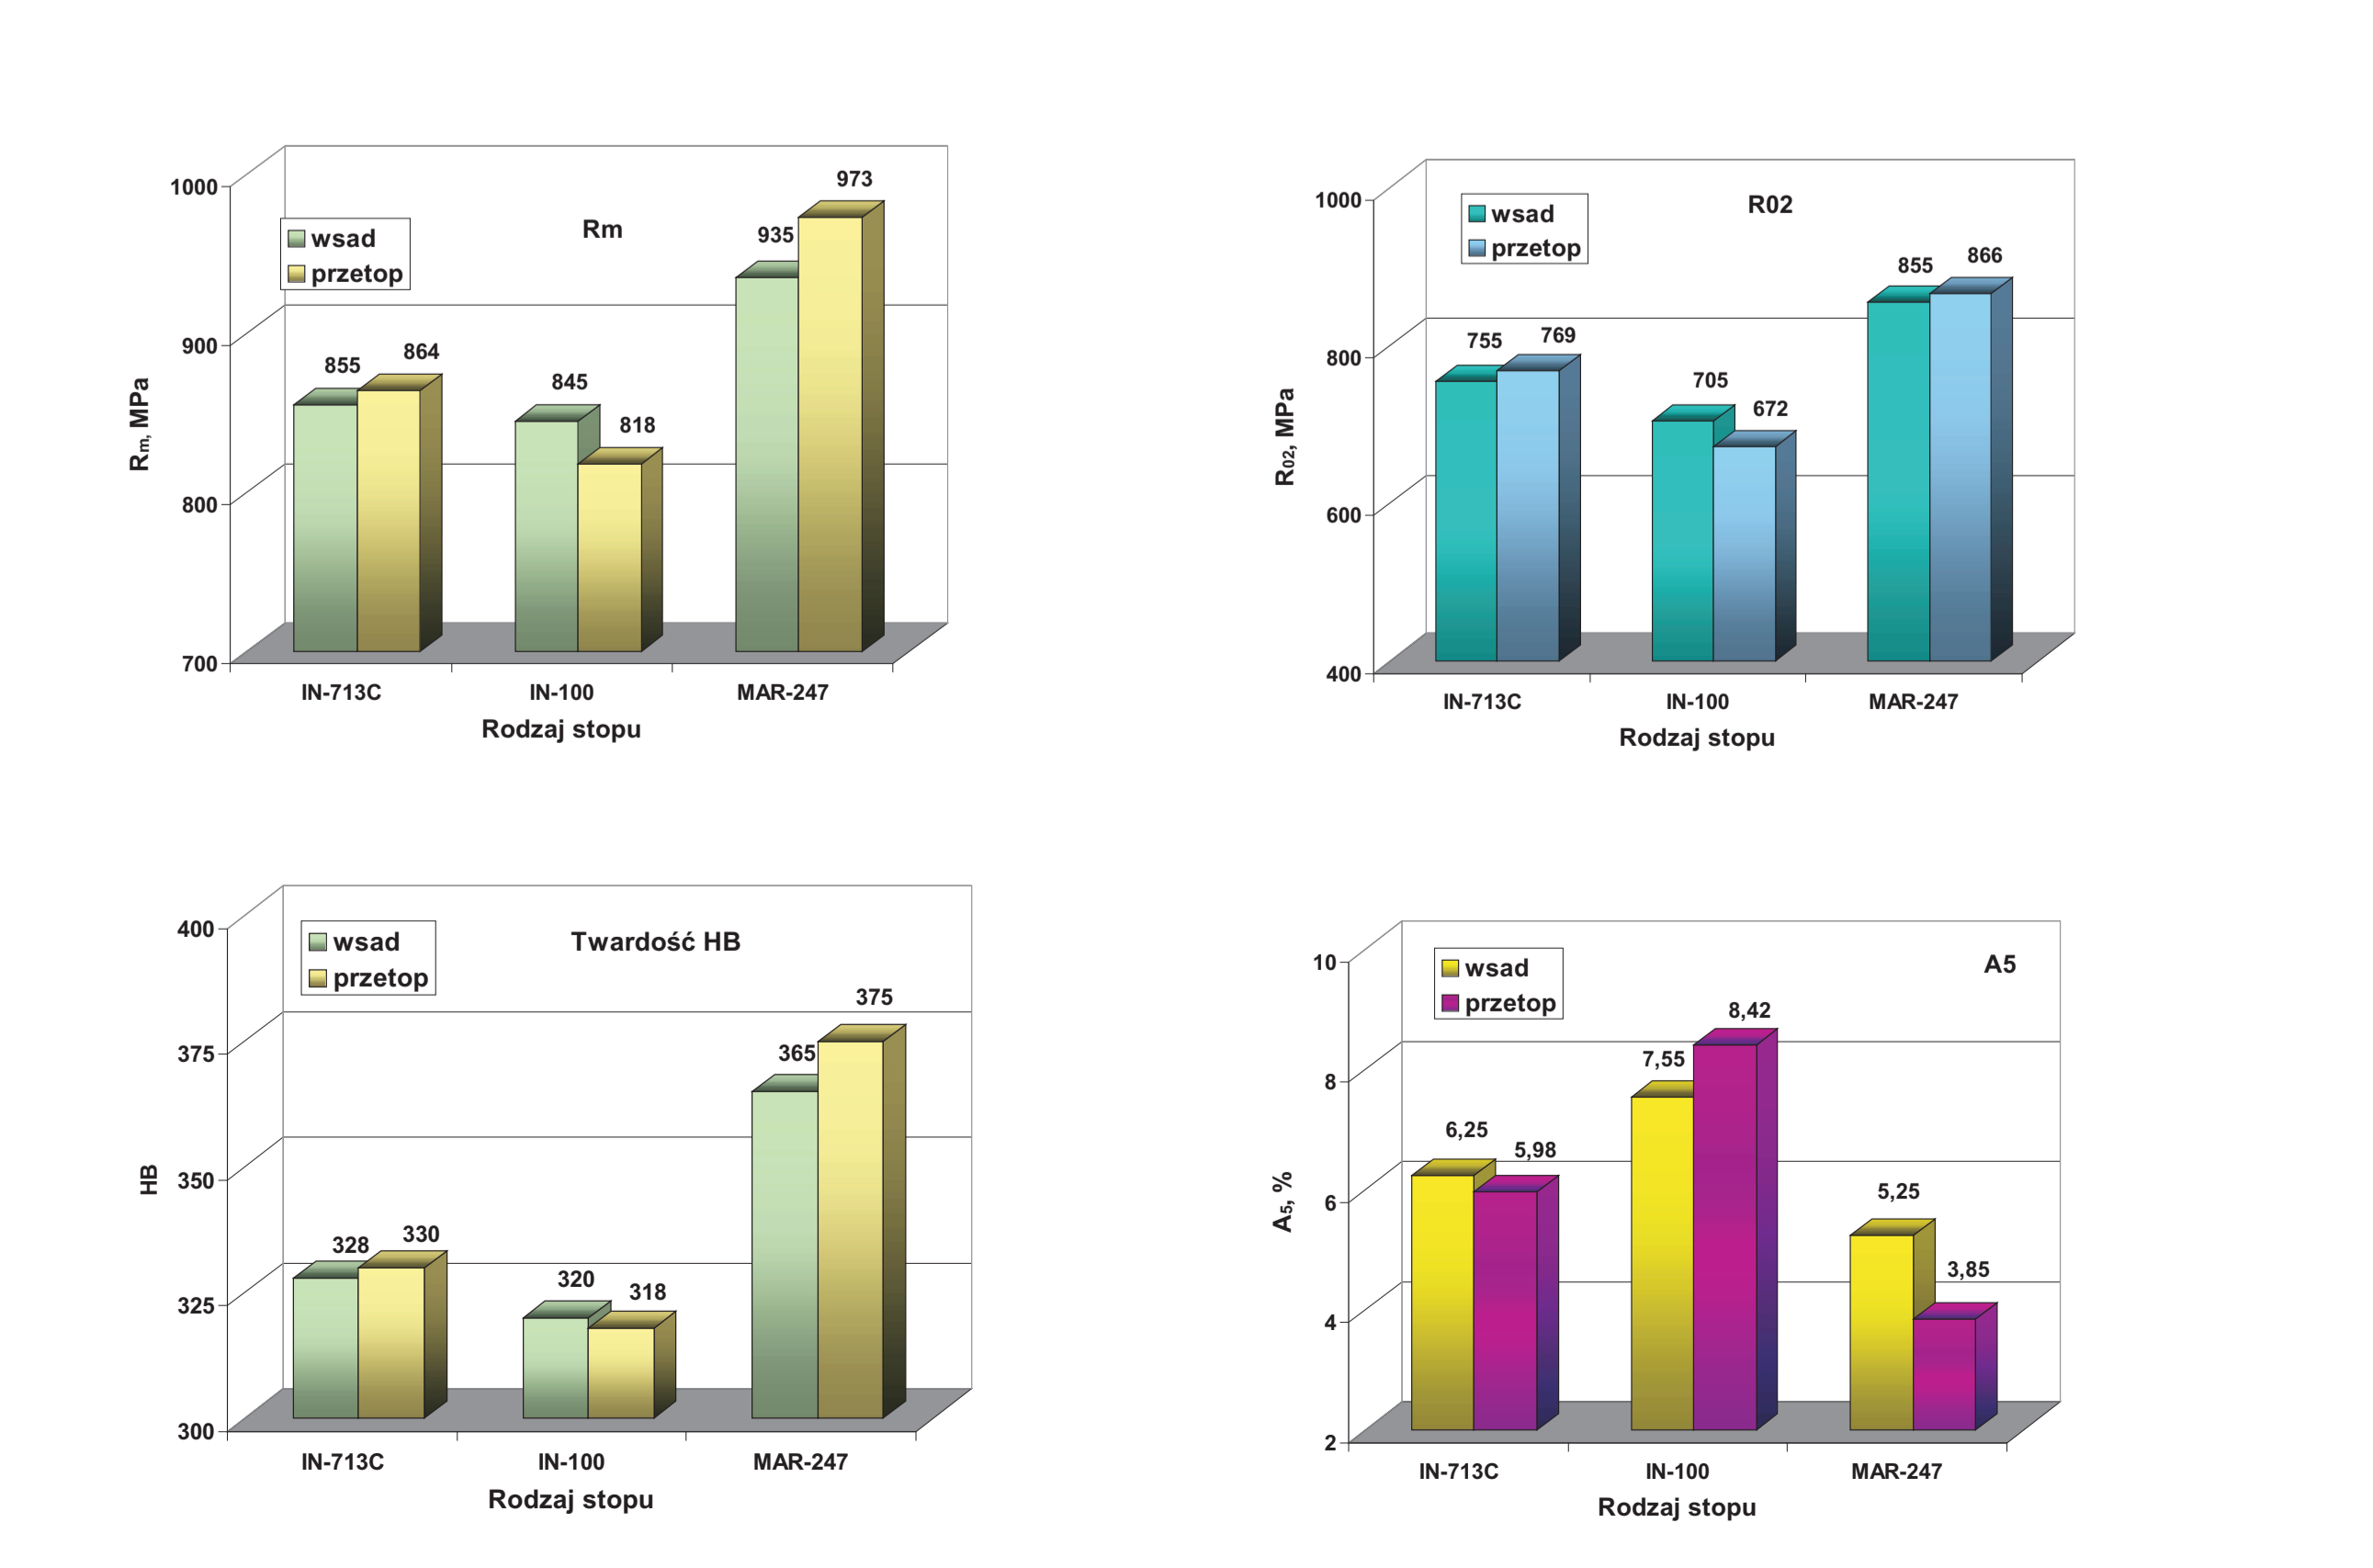 Rm
wsad
przetop
1000
900
800
700
Rm, MPa
855
864
845
818
935
973
IN-713C
IN-100
MAR-247
Rodzaj stopu
R02
wsad
przetop
1000
800
600
400
R02, MPa
755
769
705
672
855
866
IN-713C
IN-100
MAR-247
Rodzaj stopu
Twardość HB
wsad
przetop
400
375
350
325
300
HB
328
330
320
318
365
375
IN-713C
IN-100
MAR-247
Rodzaj stopu
A5
wsad
przetop
10
8
6
4
2
A5, %
6,25
5,98
7,55
8,42
5,25
3,85
IN-713C
IN-100
MAR-247
Rodzaj stopu